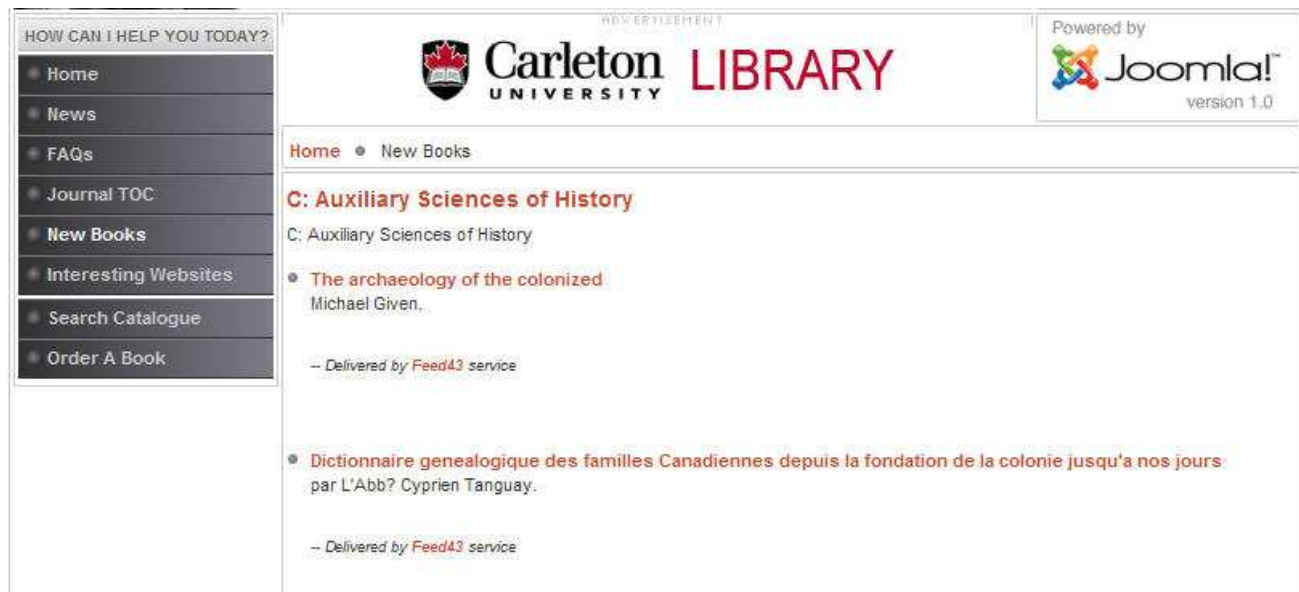 HOW CAN I HELP YOU TODAY?
Home
News
FAQs
Journal TOC
New Books
Interesting Websites
Search Catalogue
Order A Book
ADVERTISEMENT
Carleton
UNIVERSITY
LIBRARY
Powered by
Joomla!™
version 1.0
Home • New Books
C: Auxiliary Sciences of History
C: Auxiliary Sciences of History
The archaeology of the colonized
Michael Given.
-- Delivered by Feed43 service
Dictionnaire genealogique des familles Canadiennes depuis la fondation de la colonie jusqu'a nos jours
par L'Abb? Cyprien Tanguay.
-- Delivered by Feed43 service